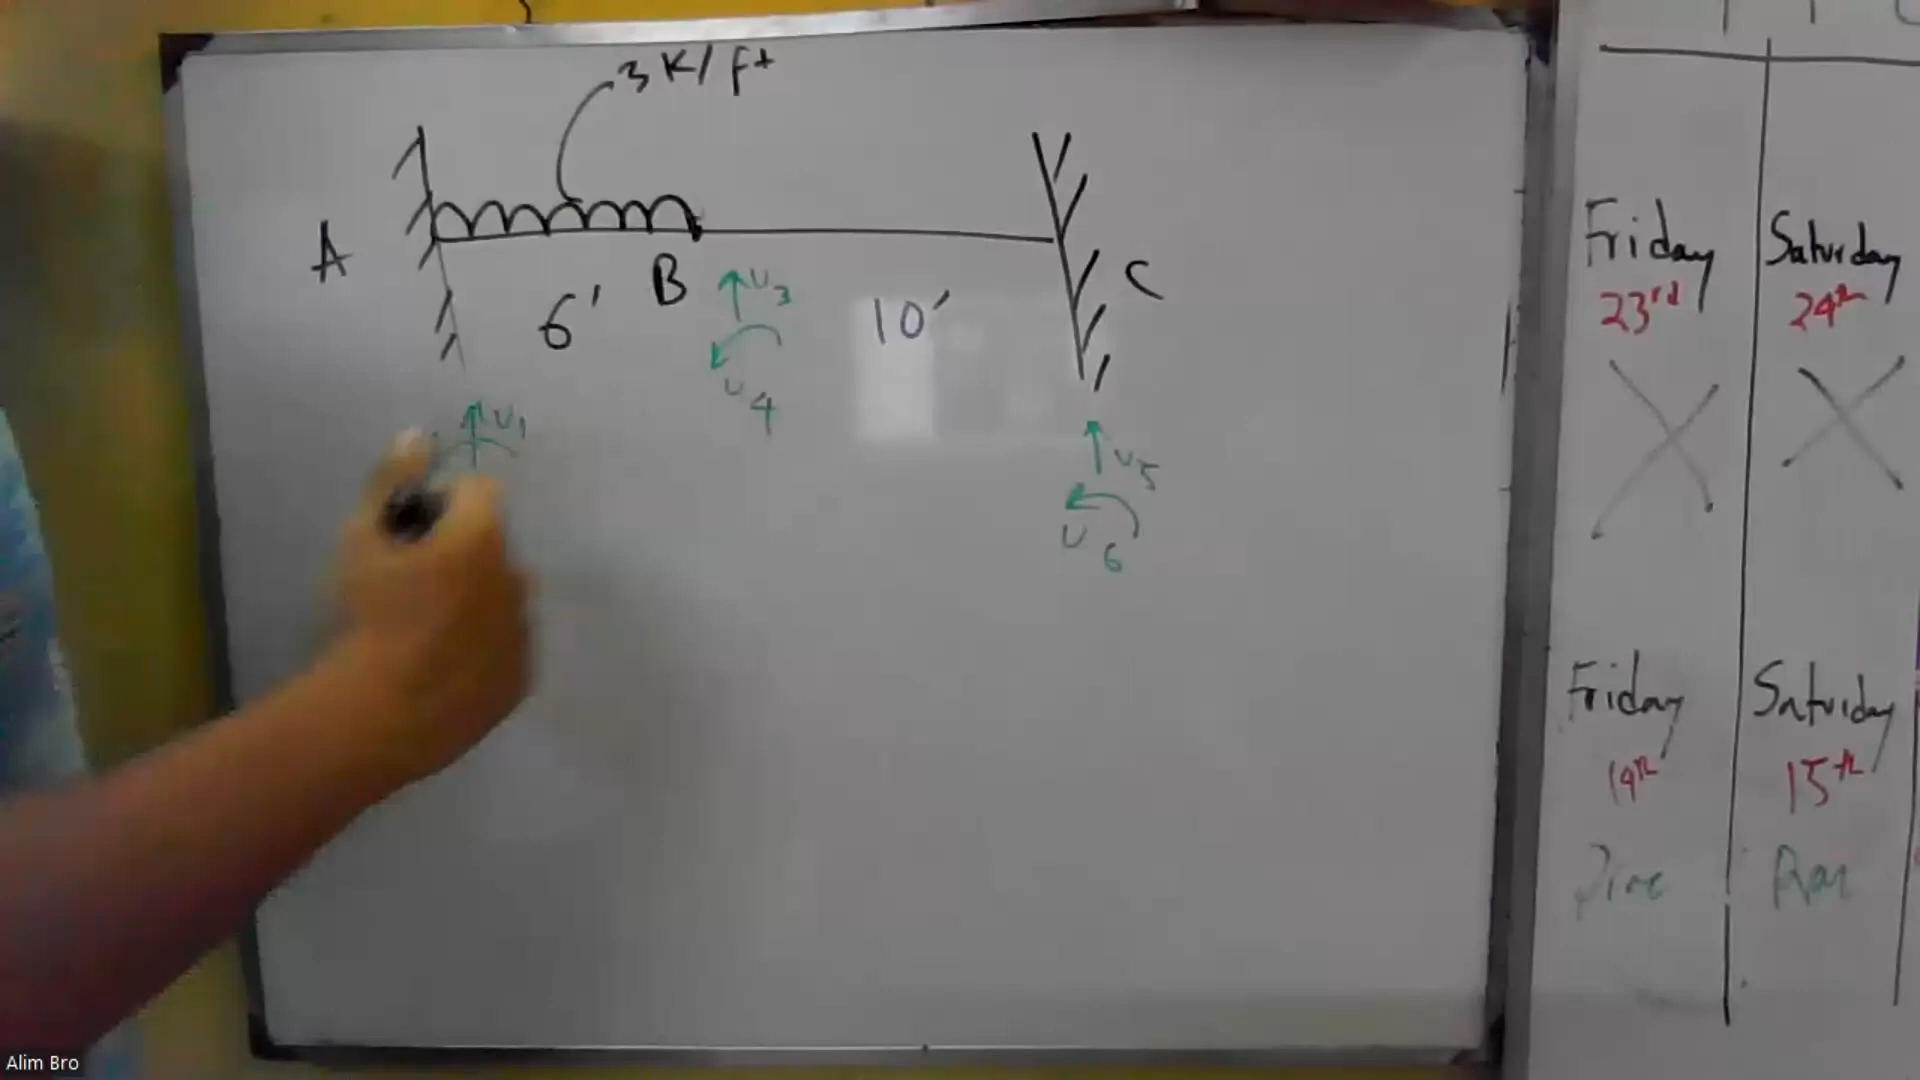 3 K/ft
A
B
C
6'
10'
u3
u4
u1
u5
u6
Friday
23rd
Saturday
24th
Friday
14th
Saturday
15th
Alim Bro